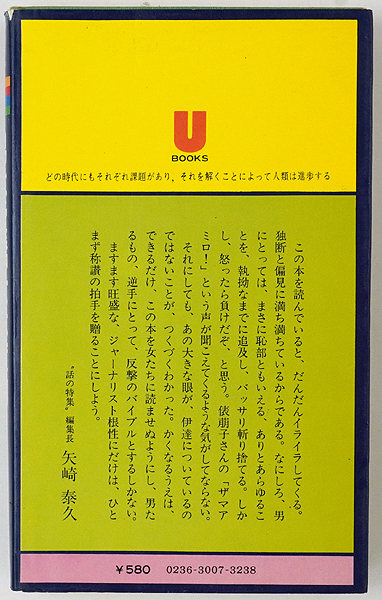 U
BOOKS
どの時代にもそれぞれ課題があり，それを解くことによって人類は進歩する
この本を読んでいると、だんだんイライラしてくる。
独断と偏見に満ち満ちているからである。なにしろ、男
にとっては、まさに恥部ともいえる、ありとあらゆるこ
とを、執拗なまでに追及し、バッサリ斬り捨てる。しか
し、怒ったら負けだぞ、と思う。俵萠子さんの「ザマア
ミロ！」という声が聞こえてくるような気がしてならない。
それにしても、あの大きな眼が、伊達についているの
ではないことが、つくづくわかった。かくなるうえは、
できるだけ、この本を女たちに読ませぬようにし、男た
るもの、逆手にとって、反撃のバイブルとするしかない。
ますます旺盛な、ジャーナリスト根性にだけは、ひと
まず称讃の拍手を贈ることにしよう。
“話の特集”編集長 矢崎泰久
￥580 0236-3007-3238